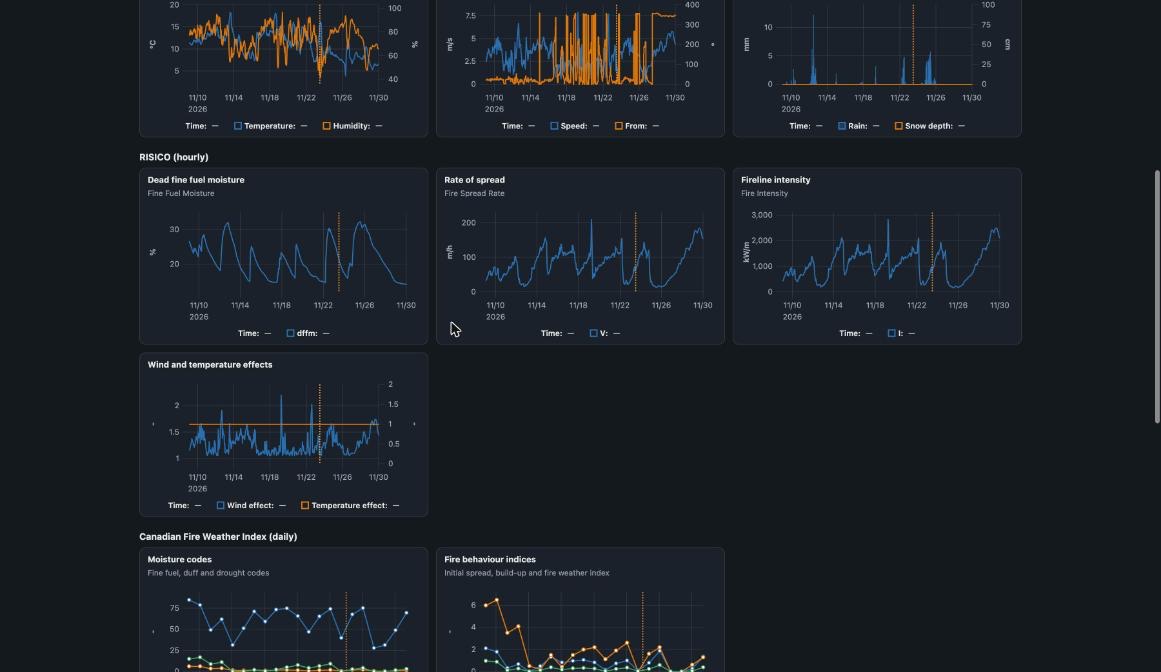 20 100 7.5 400 100
15 80 5 300 10 75
10 60 200 50
5 40 2.5 100 5 25
0 0 0 0
°C % m/s ° mm cm
11/10 11/14 11/18 11/22 11/26 11/30 11/10 11/14 11/18 11/22 11/26 11/30 11/10 11/14 11/18 11/22 11/26 11/30
2026 2026 2026
Time: — Temperature: — Humidity: — Time: — Speed: — From: — Time: — Rain: — Snow depth: —
RISICO (hourly)
Dead fine fuel moisture Rate of spread Fireline intensity
Fine Fuel Moisture Fire Spread Rate Fire Intensity
30 200 3,000
20 100 2,000
0 1,000
0
% m/h kW/m
11/10 11/14 11/18 11/22 11/26 11/30 11/10 11/14 11/18 11/22 11/26 11/30 11/10 11/14 11/18 11/22 11/26 11/30
2026 2026 2026
Time: — dffm: — Time: — V: — Time: — I: —
Wind and temperature effects
2 2
1.5 1.5
1 1
0.5
0
11/10 11/14 11/18 11/22 11/26 11/30
2026
Time: — Wind effect: — Temperature effect: —
Canadian Fire Weather Index (daily)
Moisture codes Fire behaviour indices
Fine fuel, duff and drought codes Initial spread, build-up and fire weather index
75 6
50 4
25 2
0